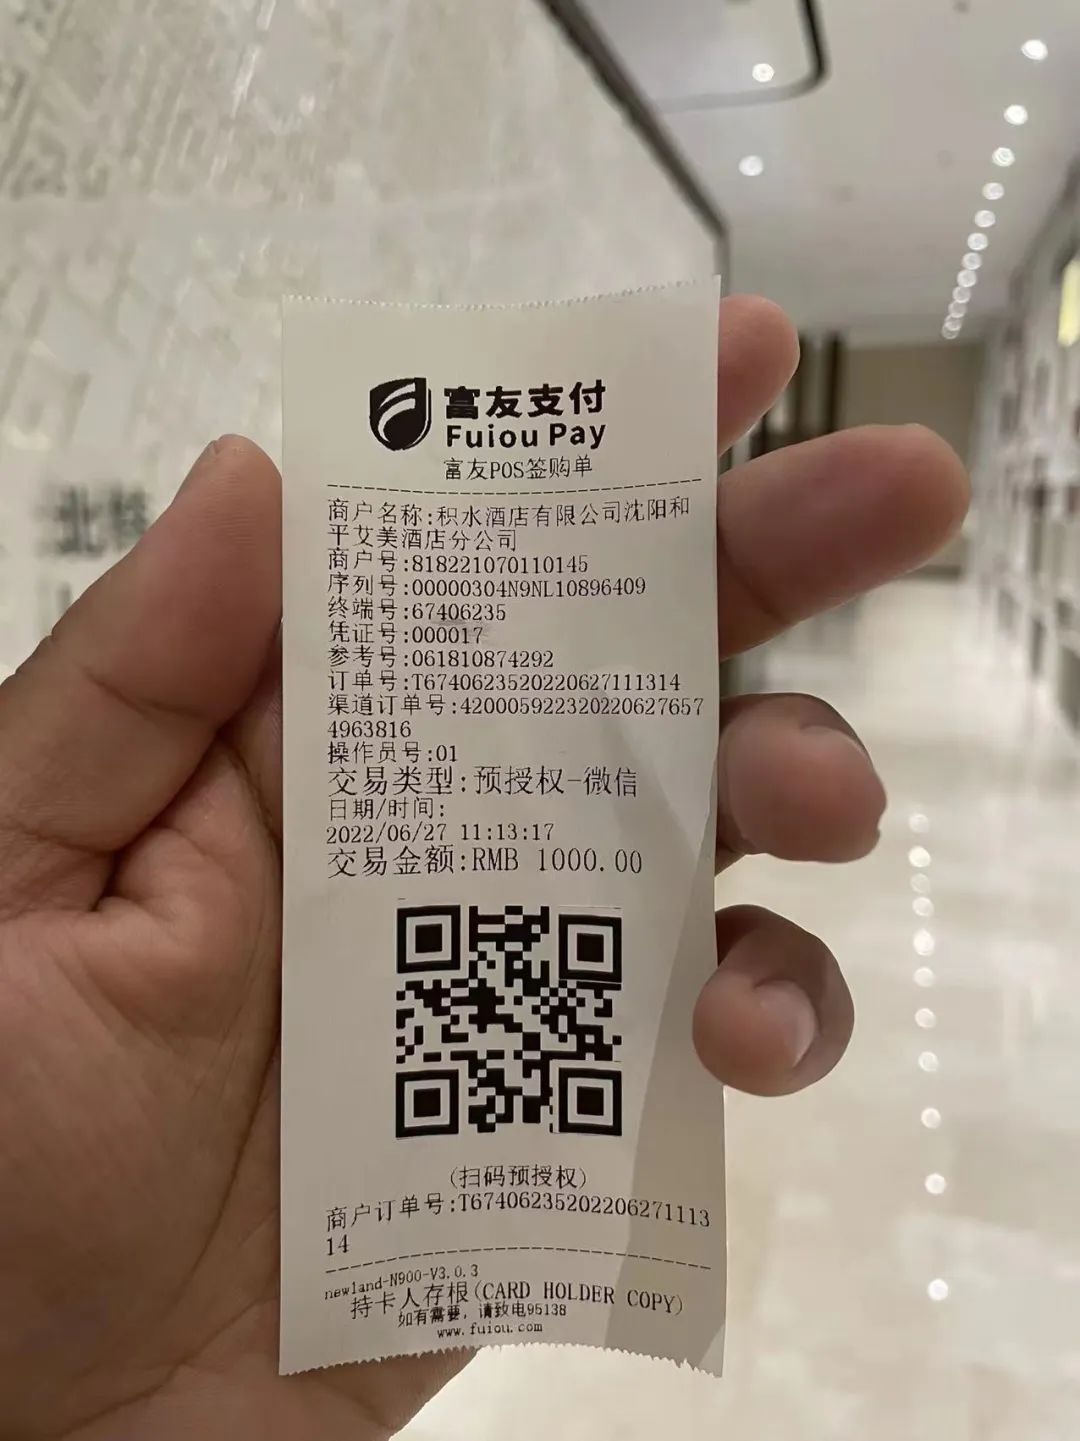 富友支付
Fuiou Pay
富友POS签购单
商户名称:积水酒店有限公司沈阳和
平艾美酒店分公司
商户号:818221070110145
序列号:00000304N9NL10896409
终端号:67406235
凭证号:000017
参考号:061810874292
订单号:T6740623520220627111314
渠道订单号:420005922320220627657
4963816
操作员号:01
交易类型:预授权-微信
日期/时间:
2022/06/27 11:13:17
交易金额:RMB 1000.00
(扫码预授权)
商户订单号:T67406235202206271113
14
newland-N900-V3.0.3
持卡人存根(CARD HOLDER COPY)
如有需要，请致电95138
www.fuiou.com